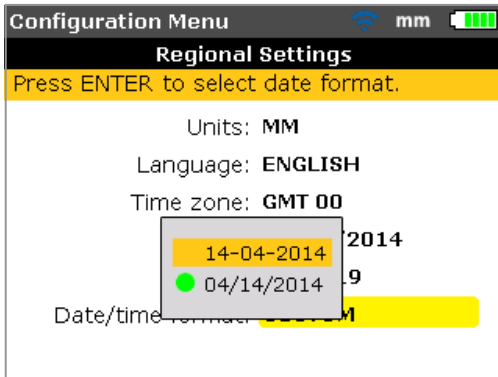 Configuration Menu mm
Regional Settings
Press ENTER to select date format.
Units: MM
Language: ENGLISH
Time zone: GMT 00
/2014
14-04-2014
04/14/2014
.9
Date/time